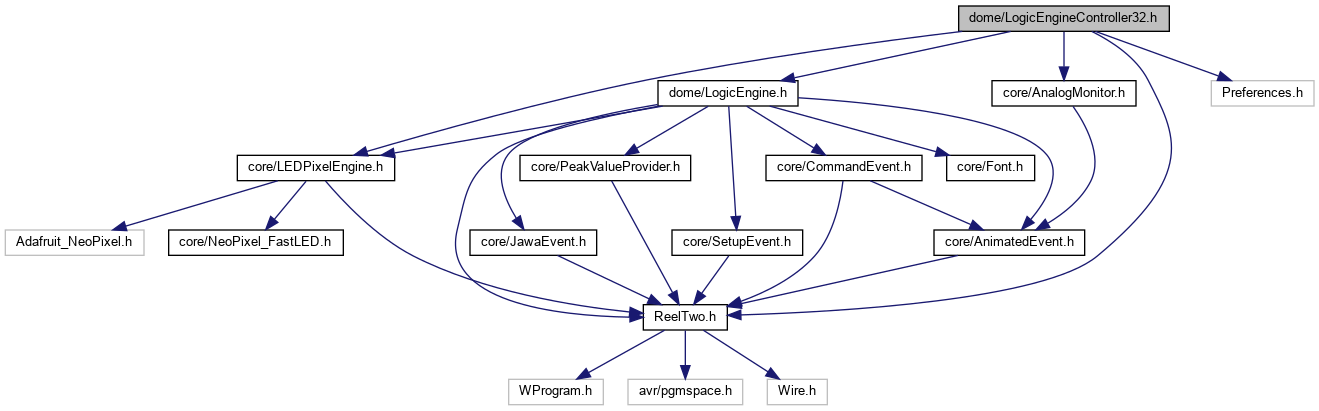 dome/LogicEngineController32.h
dome/LogicEngine.h
core/AnalogMonitor.h
Preferences.h
core/LEDPixelEngine.h
core/PeakValueProvider.h
core/CommandEvent.h
core/Font.h
Adafruit_NeoPixel.h
core/NeoPixel_FastLED.h
core/JawaEvent.h
core/SetupEvent.h
core/AnimatedEvent.h
ReelTwo.h
WProgram.h
avr/pgmspace.h
Wire.h